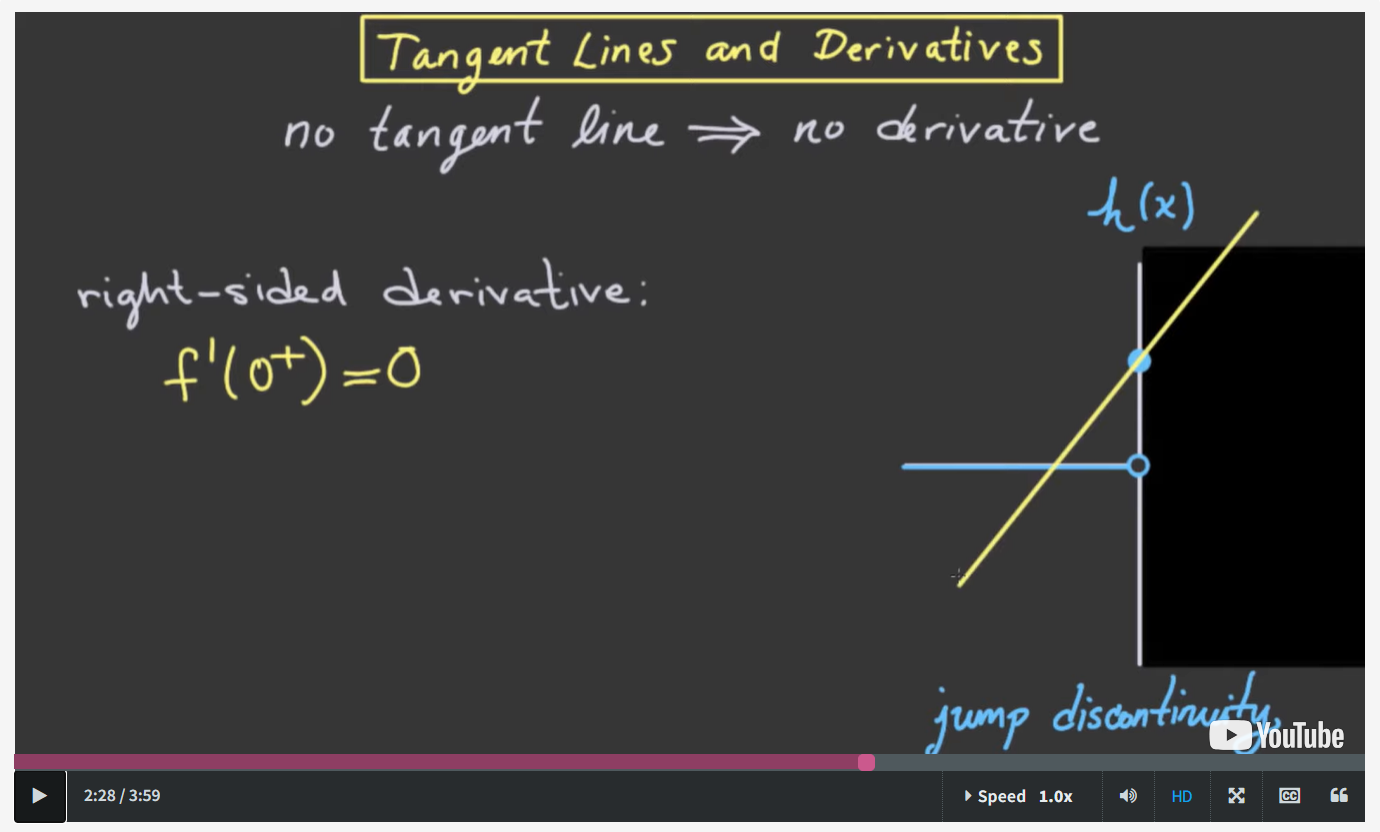 Tangent Lines and Derivatives
no tangent line ⟹ no derivative
h(x)
right-sided derivative:
f'(0⁺)=0
jump discontinuity.
YouTube
2:28 / 3:59
Speed 1.0x
HD
CC